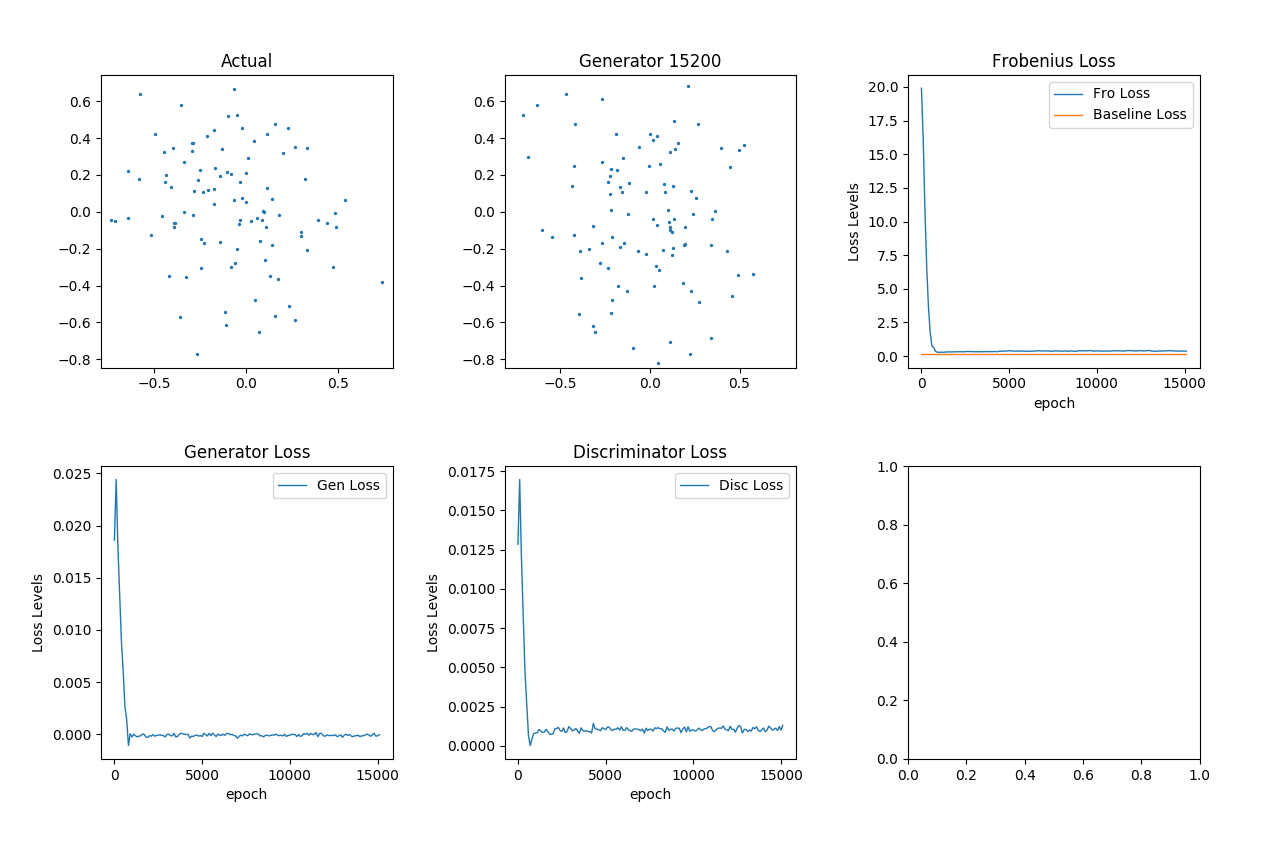 Actual
0.6
0.4
0.2
0.0
−0.2
−0.4
−0.6
−0.8
−0.5 0.0 0.5
Generator 15200
0.6
0.4
0.2
0.0
−0.2
−0.4
−0.6
−0.8
−0.5 0.0 0.5
Frobenius Loss
Fro Loss
Baseline Loss
Loss Levels
20.0
17.5
15.0
12.5
10.0
7.5
5.0
2.5
0.0
0 5000 10000 15000
epoch
Generator Loss
Gen Loss
Loss Levels
0.025
0.020
0.015
0.010
0.005
0.000
0 5000 10000 15000
epoch
Discriminator Loss
Disc Loss
Loss Levels
0.0175
0.0150
0.0125
0.0100
0.0075
0.0050
0.0025
0.0000
0 5000 10000 15000
epoch
1.0
0.8
0.6
0.4
0.2
0.0
0.0 0.2 0.4 0.6 0.8 1.0